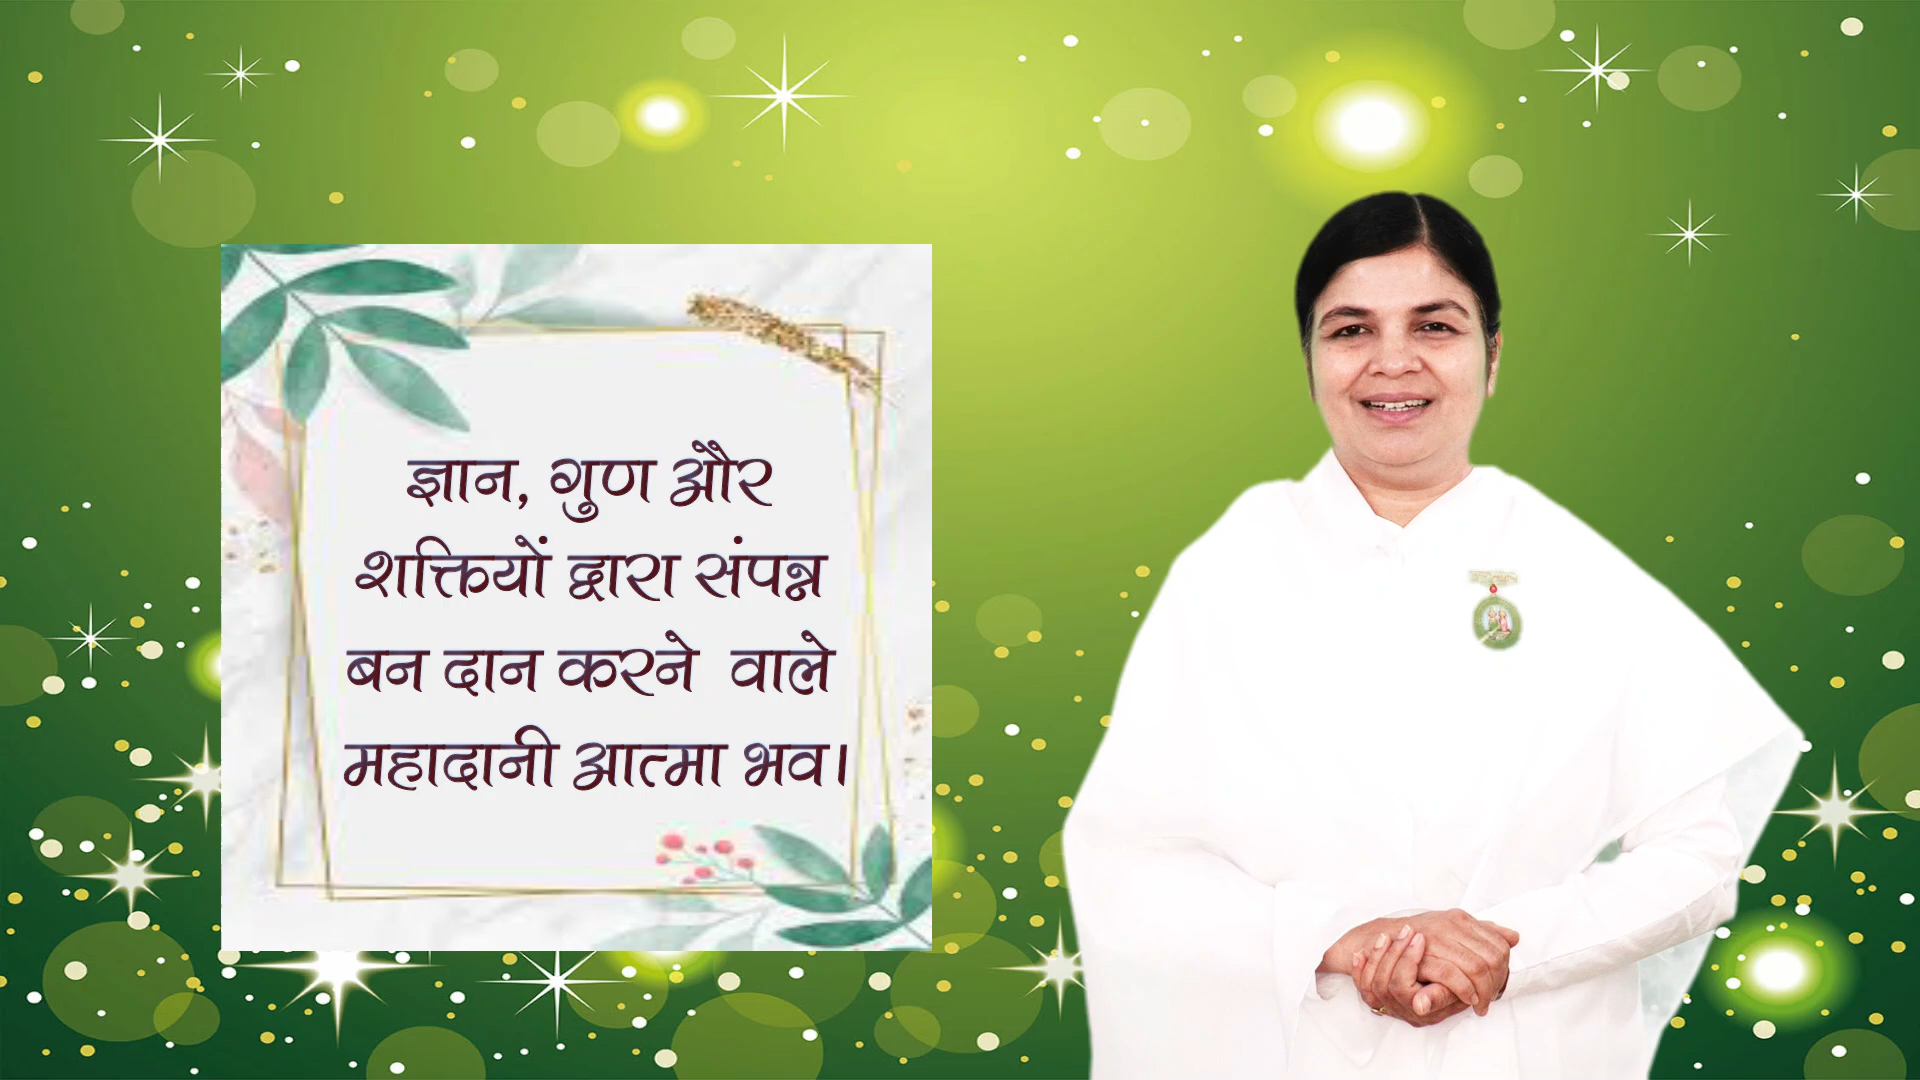 ज्ञान, गुण और
शक्तियों द्वारा संपन्न
बन दान करने वाले
महादानी आत्मा भव।